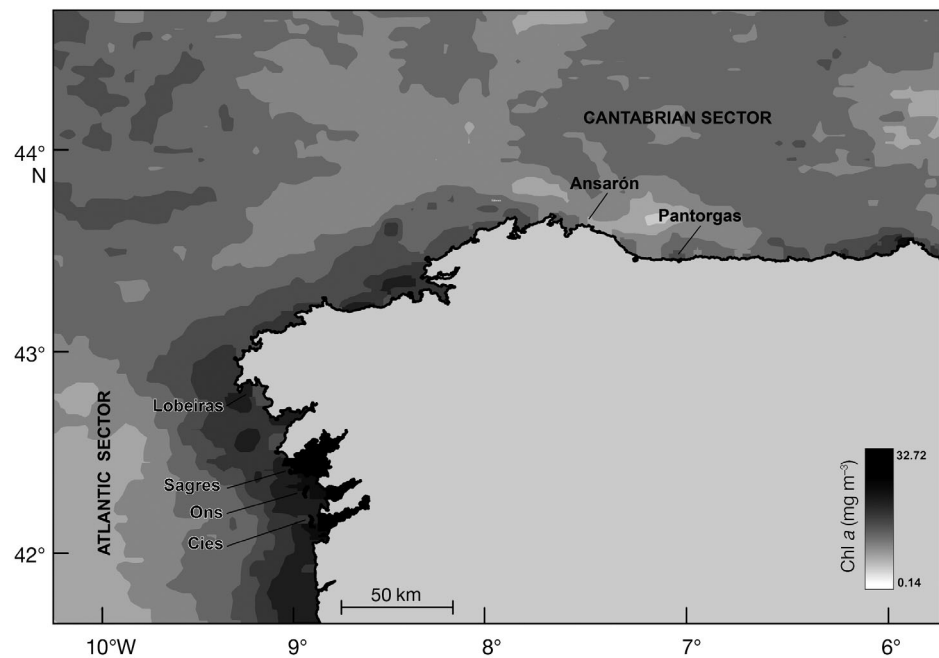 CANTABRIAN SECTOR
44°
N
Ansarón
Pantorgas
43°
Lobeiras
ATLANTIC SECTOR
Sagres
Ons
Cies
42°
50 km
Chl a (mg m⁻³)
32.72
0.14
10°W
9°
8°
7°
6°